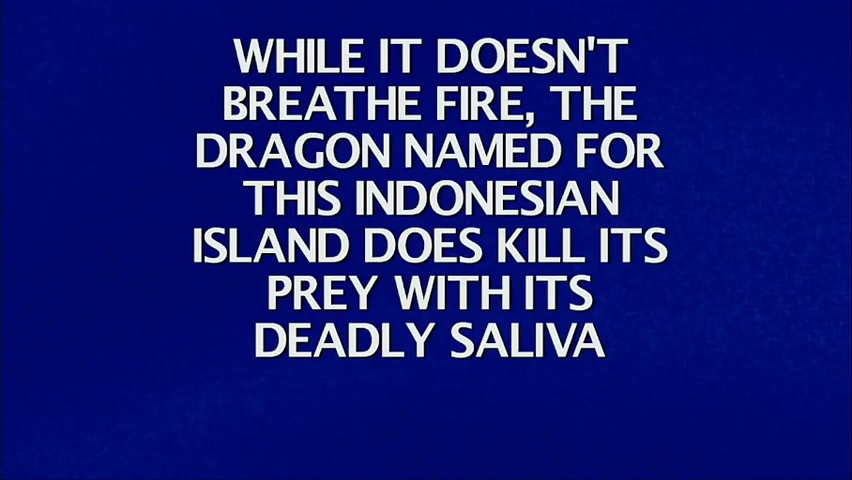 WHILE IT DOESN'T
BREATHE FIRE, THE
DRAGON NAMED FOR
THIS INDONESIAN
ISLAND DOES KILL ITS
PREY WITH ITS
DEADLY SALIVA